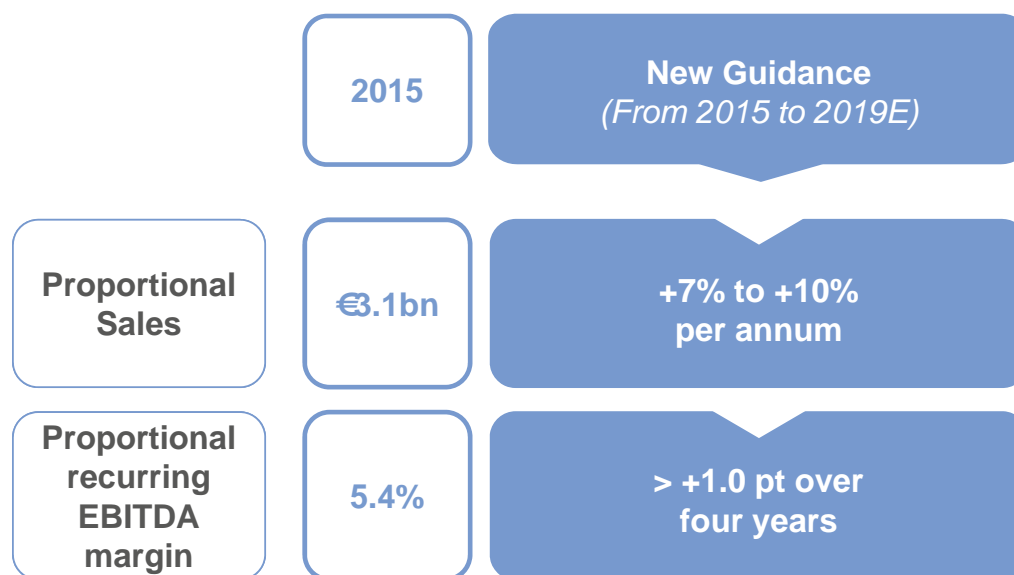 2015
New Guidance
(From 2015 to 2019E)
Proportional
Sales
€3.1bn
+7% to +10%
per annum
Proportional
recurring
EBITDA
margin
5.4%
> +1.0 pt over
four years